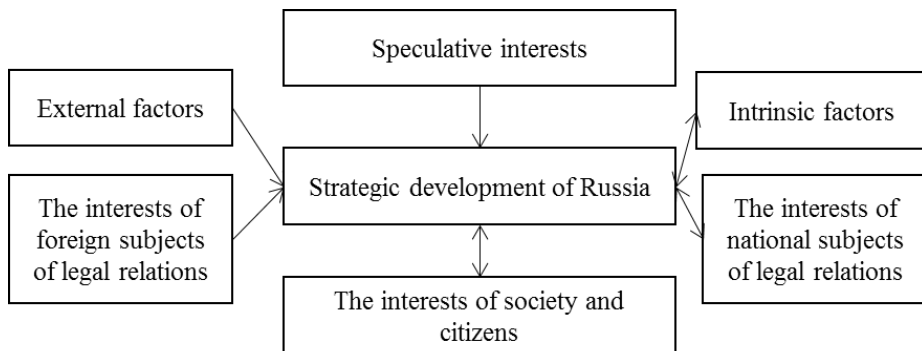 Speculative interests
External factors
Intrinsic factors
Strategic development of Russia
The interests of
foreign subjects
of legal relations
The interests of
national subjects
of legal relations
The interests of society and
citizens